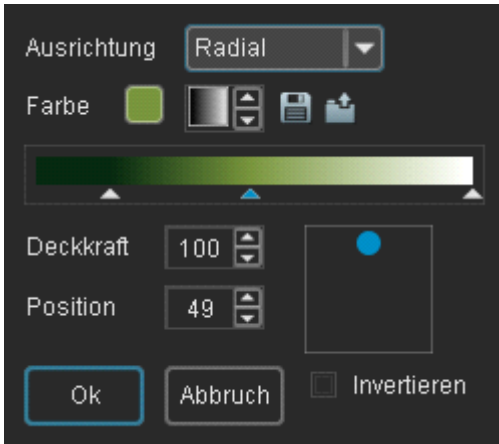 Ausrichtung Radial
Farbe
Deckkraft 100
Position 49
Ok Abbruch Invertieren